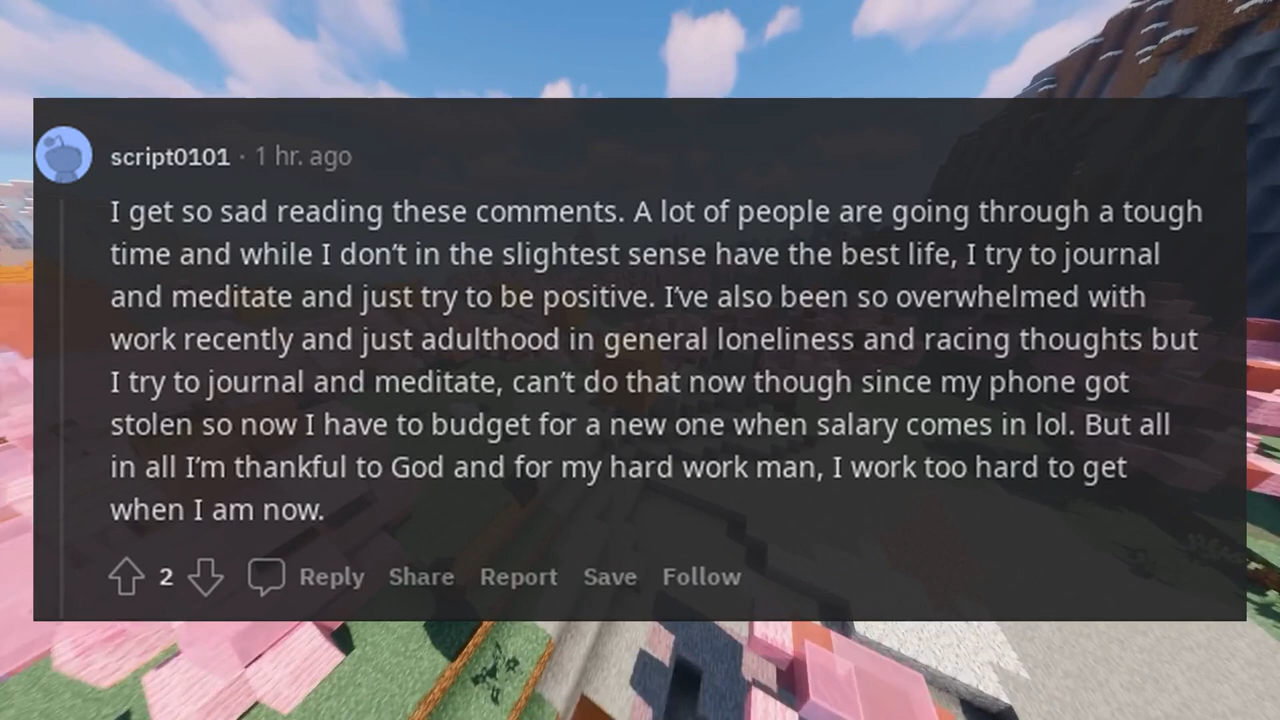 script0101 · 1 hr. ago
I get so sad reading these comments. A lot of people are going through a tough
time and while I don't in the slightest sense have the best life, I try to journal
and meditate and just try to be positive. I've also been so overwhelmed with
work recently and just adulthood in general loneliness and racing thoughts but
I try to journal and meditate, can't do that now though since my phone got
stolen so now I have to budget for a new one when salary comes in lol. But all
in all I'm thankful to God and for my hard work man, I work too hard to get
when I am now.
2 Reply Share Report Save Follow